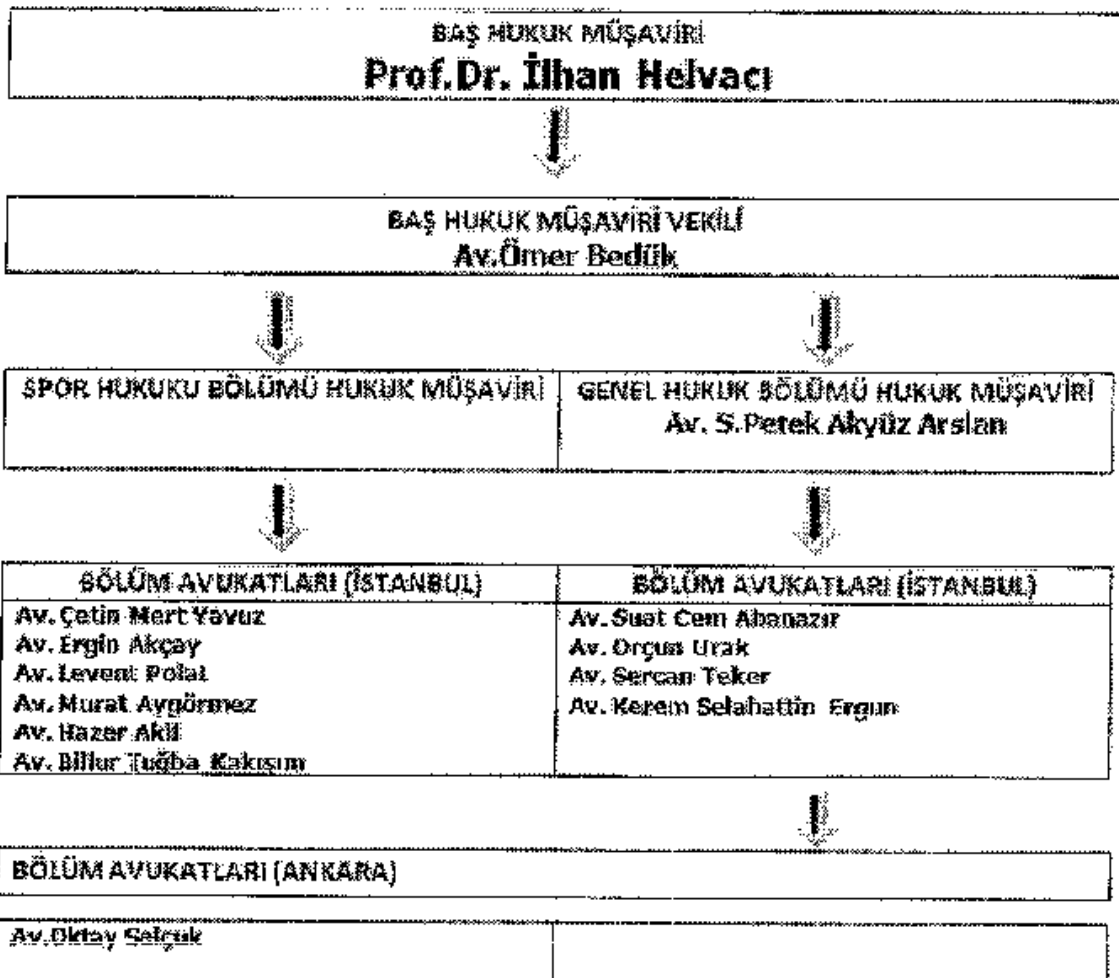 BAŞ HUKUK MÜŞAVİRİ
Prof.Dr. İlhan Helvacı
BAŞ HUKUK MÜŞAVİRİ VEKİLİ
Av.Ömer Bedük
SPOR HUKUKU BÖLÜMÜ HUKUK MÜŞAVİRİ
GENEL HUKUK BÖLÜMÜ HUKUK MÜŞAVİRİ
Av. S.Petek Akyüz Arslan
BÖLÜM AVUKATLARI (İSTANBUL)
Av. Çetin Mert Yavuz
Av. Ergin Akçay
Av. Levent Polat
Av. Murat Aygörmez
Av. Hazer Akil
Av. Billur Tuğba Kakışım
BÖLÜM AVUKATLARI (İSTANBUL)
Av. Suat Cem Abanazır
Av. Orçun Urak
Av. Sercan Teker
Av. Kerem Selahattin Ergun
BÖLÜM AVUKATLARI (ANKARA)
Av.Oktay Selçuk